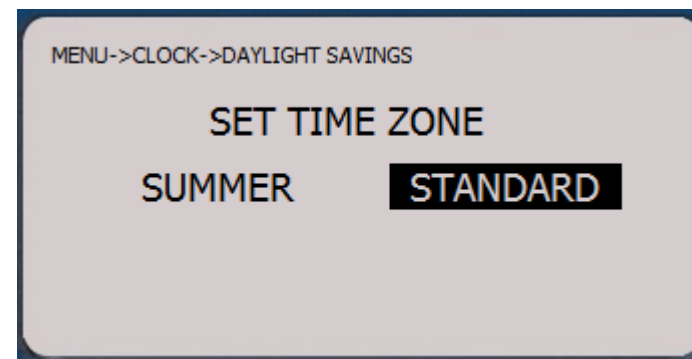 MENU->CLOCK->DAYLIGHT SAVINGS
SET TIME ZONE
SUMMER STANDARD